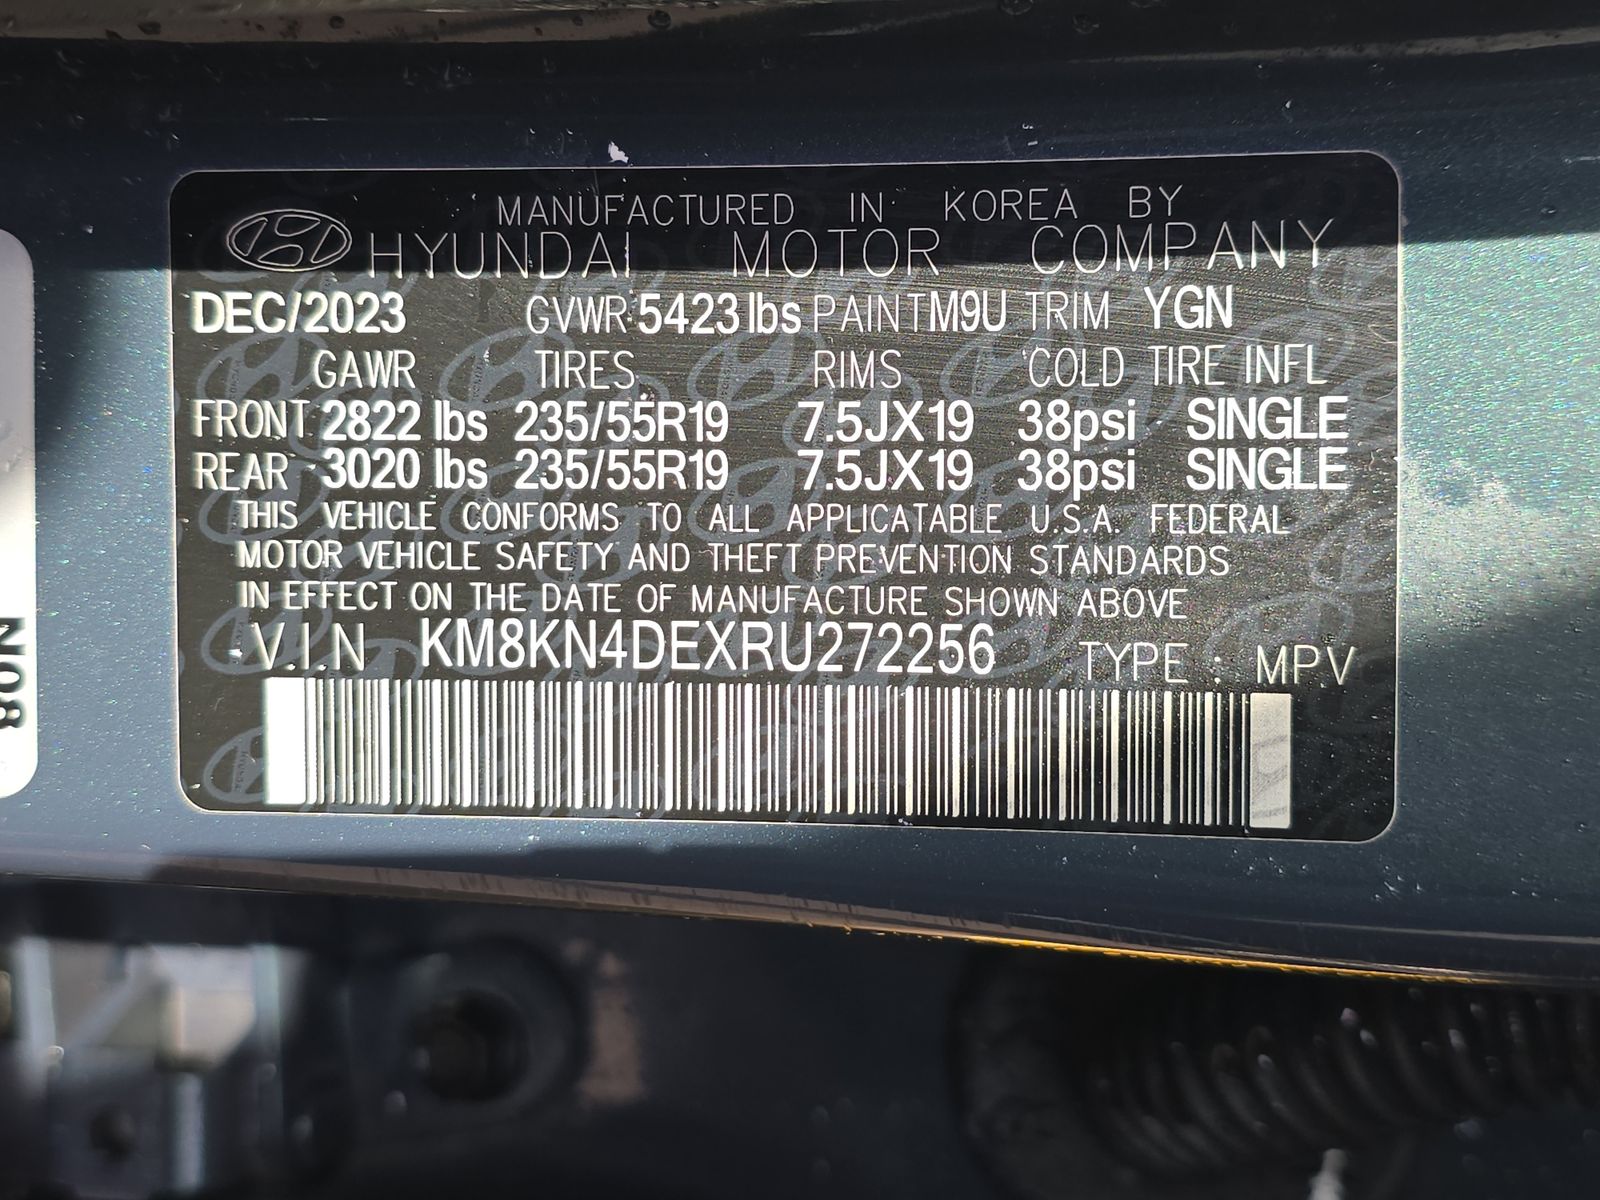 MANUFACTURED IN KOREA BY
HYUNDAI MOTOR COMPANY
DEC/2023 GVWR:5423lbs PAINT M9U TRIM YGN
GAWR TIRES RIMS COLD TIRE INFL
FRONT 2822 lbs 235/55R19 7.5JX19 38psi SINGLE
REAR 3020 lbs 235/55R19 7.5JX19 38psi SINGLE
THIS VEHICLE CONFORMS TO ALL APPLICATABLE U.S.A. FEDERAL
MOTOR VEHICLE SAFETY AND THEFT PREVENTION STANDARDS
IN EFFECT ON THE DATE OF MANUFACTURE SHOWN ABOVE
V.I.N KM8KN4DEXRU272256 TYPE : MPV
N08